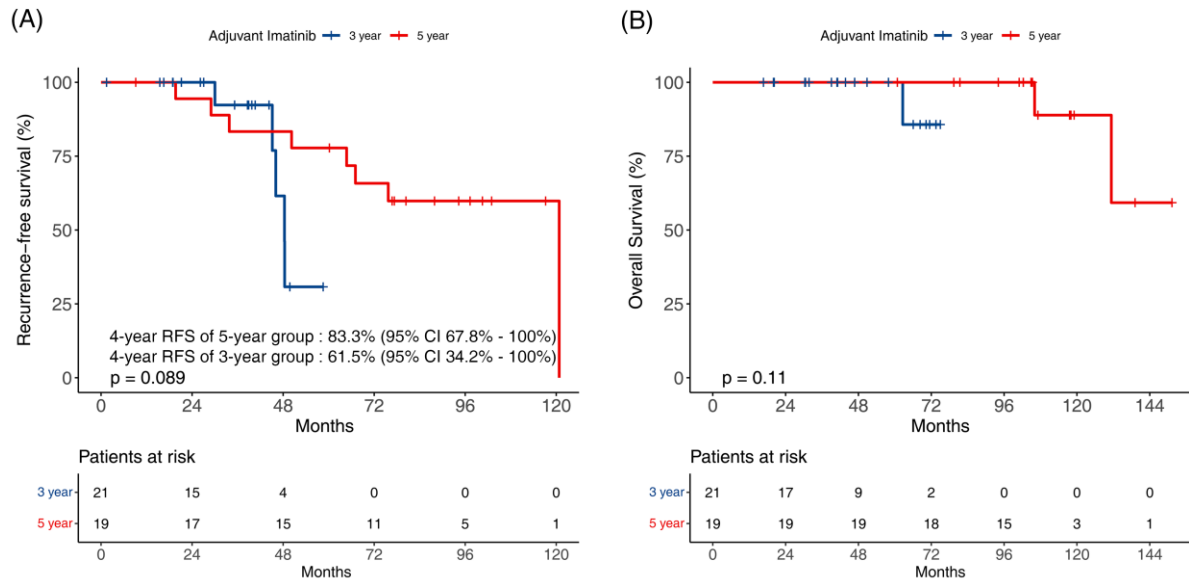 (A)
Adjuvant Imatinib 3 year 5 year
Recurrence-free survival (%)
100
75
50
25
0
4-year RFS of 5-year group : 83.3% (95% CI 67.8% - 100%)
4-year RFS of 3-year group : 61.5% (95% CI 34.2% - 100%)
p = 0.089
0 24 48 72 96 120
Months
Patients at risk
3 year 21 15 4 0 0 0
5 year 19 17 15 11 5 1
0 24 48 72 96 120
Months
(B)
Adjuvant Imatinib 3 year 5 year
Overall Survival (%)
100
75
50
25
0
p = 0.11
0 24 48 72 96 120 144
Months
Patients at risk
3 year 21 17 9 2 0 0 0
5 year 19 19 19 18 15 3 1
0 24 48 72 96 120 144
Months